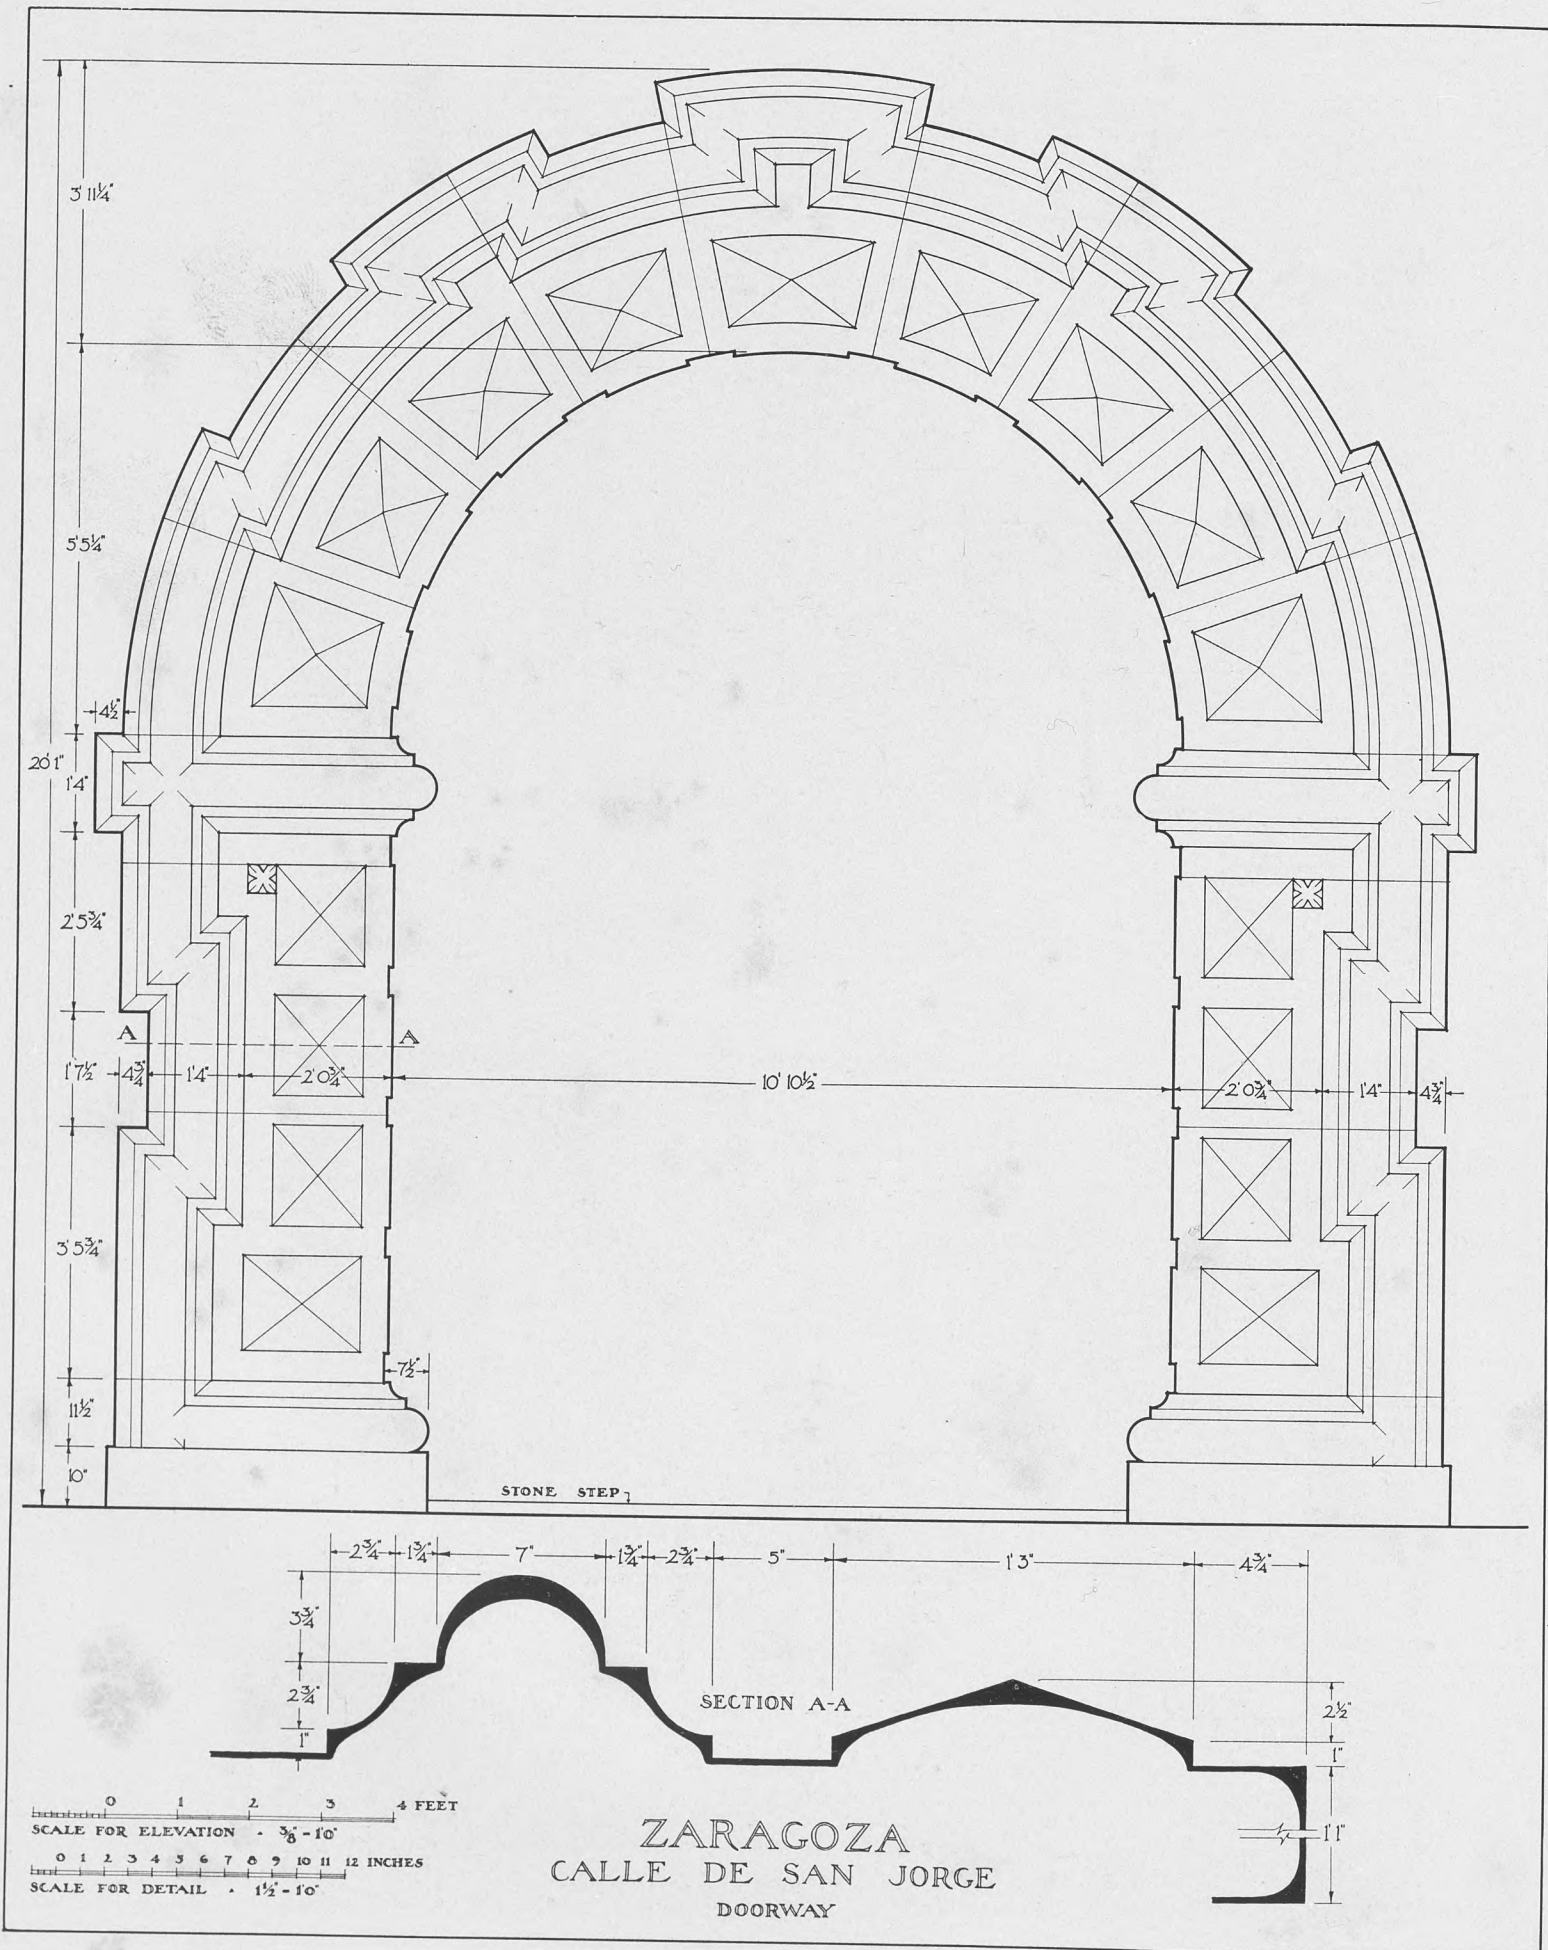 3' 11¼"
5' 5¼"
4½"
20' 1"
1' 4"
2' 5¾"
A A
1' 7½" 4¾" 1' 4" 2' 0¾" 10' 10½" 2' 0¾" 1' 4" 4¾"
3' 5¾"
7½"
11½"
10"
STONE STEP
2¾" 1¾" 7" 1¾" 2¾" 5" 1' 3" 4¾"
3¾"
2¾"
SECTION A-A
2½"
1"
1"
1' 1"
0 1 2 3 4 FEET
SCALE FOR ELEVATION · ⅜" - 1'0"
0 1 2 3 4 5 6 7 8 9 10 11 12 INCHES
SCALE FOR DETAIL · 1½" - 1'0"
ZARAGOZA
CALLE DE SAN JORGE
DOORWAY